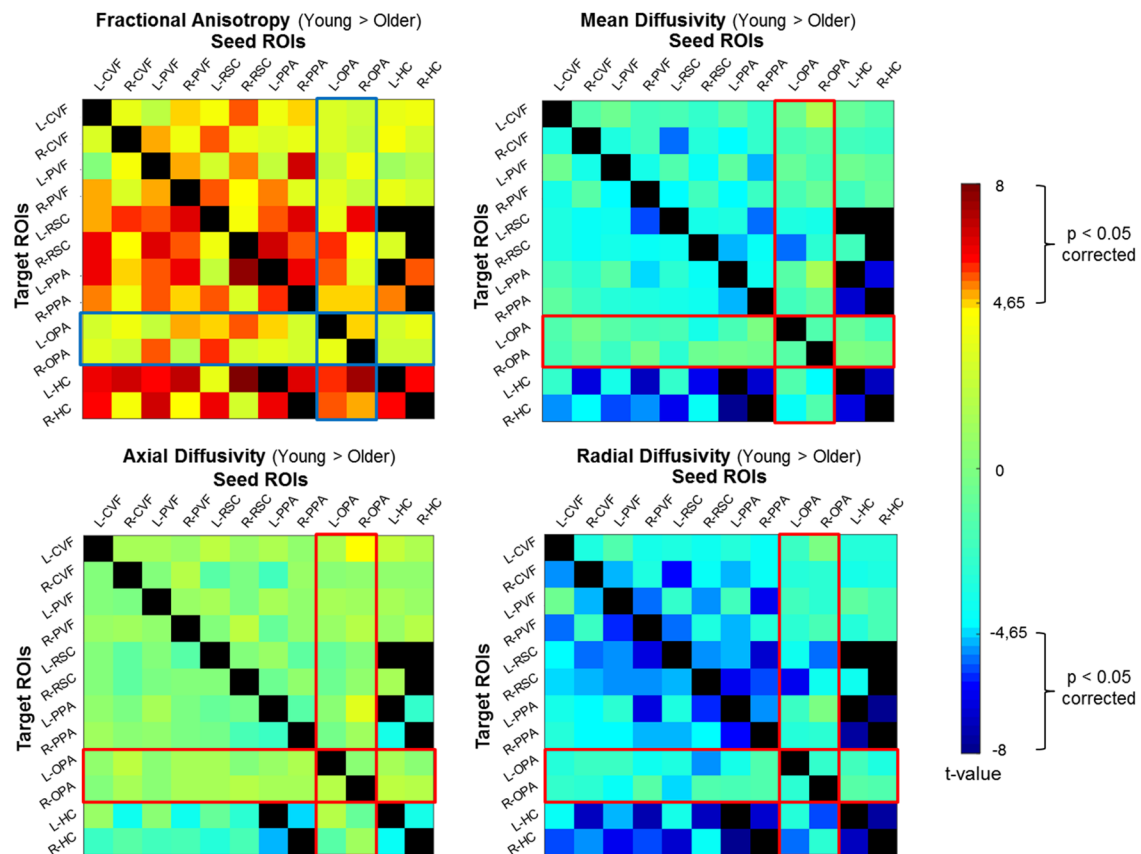 Fractional Anisotropy (Young > Older)
Seed ROIs
L-CVF R-CVF L-PVF R-PVF L-RSC R-RSC L-PPA R-PPA L-OPA R-OPA L-HC R-HC
Target ROIs
L-CVF
R-CVF
L-PVF
R-PVF
L-RSC
R-RSC
L-PPA
R-PPA
L-OPA
R-OPA
L-HC
R-HC
Mean Diffusivity (Young > Older)
Seed ROIs
L-CVF R-CVF L-PVF R-PVF L-RSC R-RSC L-PPA R-PPA L-OPA R-OPA L-HC R-HC
Target ROIs
L-CVF
R-CVF
L-PVF
R-PVF
L-RSC
R-RSC
L-PPA
R-PPA
L-OPA
R-OPA
L-HC
R-HC
Axial Diffusivity (Young > Older)
Seed ROIs
L-CVF R-CVF L-PVF R-PVF L-RSC R-RSC L-PPA R-PPA L-OPA R-OPA L-HC R-HC
Target ROIs
L-CVF
R-CVF
L-PVF
R-PVF
L-RSC
R-RSC
L-PPA
R-PPA
L-OPA
R-OPA
L-HC
R-HC
Radial Diffusivity (Young > Older)
Seed ROIs
L-CVF R-CVF L-PVF R-PVF L-RSC R-RSC L-PPA R-PPA L-OPA R-OPA L-HC R-HC
Target ROIs
L-CVF
R-CVF
L-PVF
R-PVF
L-RSC
R-RSC
L-PPA
R-PPA
L-OPA
R-OPA
L-HC
R-HC
8
p < 0.05
corrected
4,65
0
-4,65
p < 0.05
corrected
-8
t-value